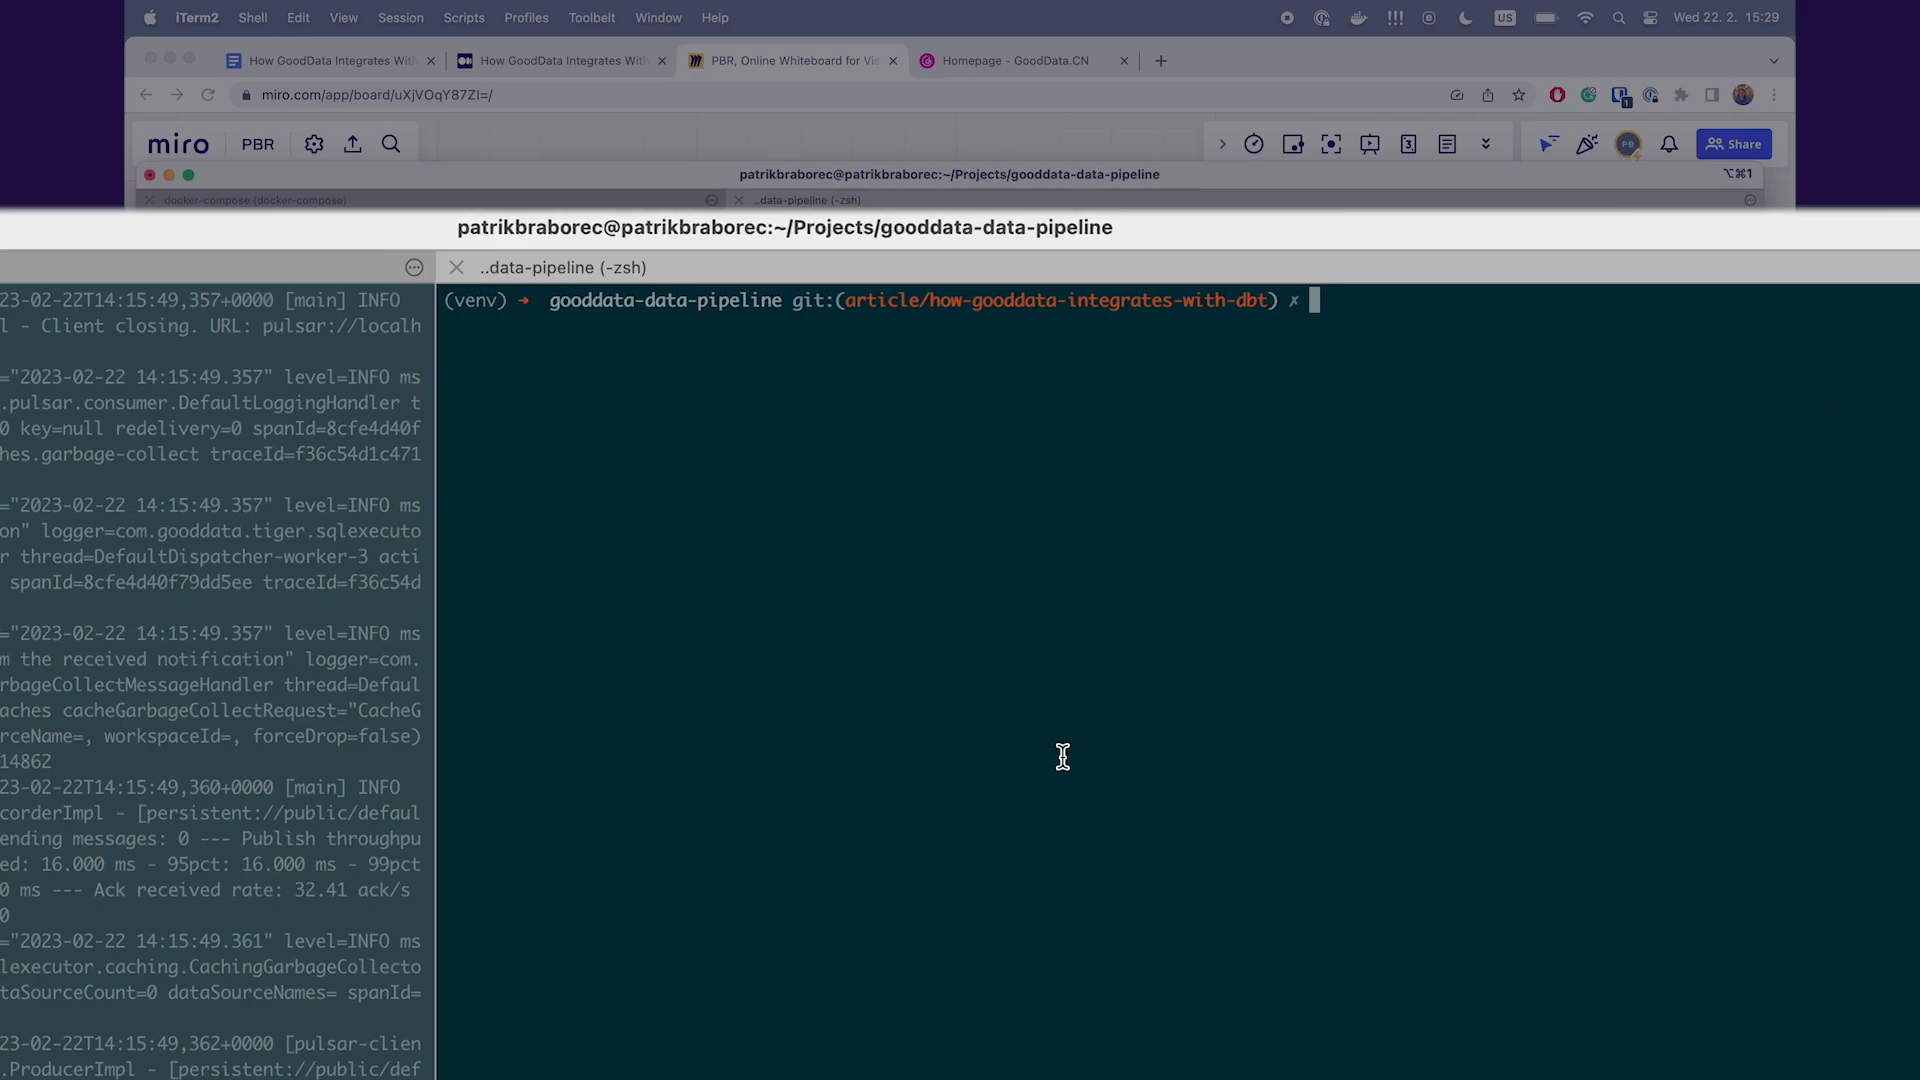 iTerm2 Shell Edit View Session Scripts Profiles Toolbelt Window Help US Wed 22. 2. 15:29
How GoodData Integrates With How GoodData Integrates With PBR, Online Whiteboard for Vis Homepage - GoodData.CN
miro.com/app/board/uXjVOqY87ZI=/
miro PBR 3 PB Share
patrikbraborec@patrikbraborec:~/Projects/gooddata-data-pipeline ⌥⌘1
docker-compose (docker-compose) ..data-pipeline (-zsh)
patrikbraborec@patrikbraborec:~/Projects/gooddata-data-pipeline
..data-pipeline (-zsh)
(venv) ➜ gooddata-data-pipeline git:(article/how-gooddata-integrates-with-dbt) ✗
23-02-22T14:15:49,357+0000 [main] INFO
l - Client closing. URL: pulsar://localh
="2023-02-22 14:15:49.357" level=INFO ms
.pulsar.consumer.DefaultLoggingHandler t
0 key=null redelivery=0 spanId=8cfe4d40f
hes.garbage-collect traceId=f36c54d1c471
="2023-02-22 14:15:49.357" level=INFO ms
on" logger=com.gooddata.tiger.sqlexecuto
r thread=DefaultDispatcher-worker-3 acti
spanId=8cfe4d40f79dd5ee traceId=f36c54d
="2023-02-22 14:15:49.357" level=INFO ms
m the received notification" logger=com.
rbageCollectMessageHandler thread=Defaul
aches cacheGarbageCollectRequest="CacheG
rceName=, workspaceId=, forceDrop=false)
14862
23-02-22T14:15:49,360+0000 [main] INFO
corderImpl - [persistent://public/defaul
ending messages: 0 --- Publish throughpu
ed: 16.000 ms - 95pct: 16.000 ms - 99pct
0 ms --- Ack received rate: 32.41 ack/s
0
="2023-02-22 14:15:49.361" level=INFO ms
lexecutor.caching.CachingGarbageCollecto
taSourceCount=0 dataSourceNames= spanId=
23-02-22T14:15:49,362+0000 [pulsar-clien
.ProducerImpl - [persistent://public/def